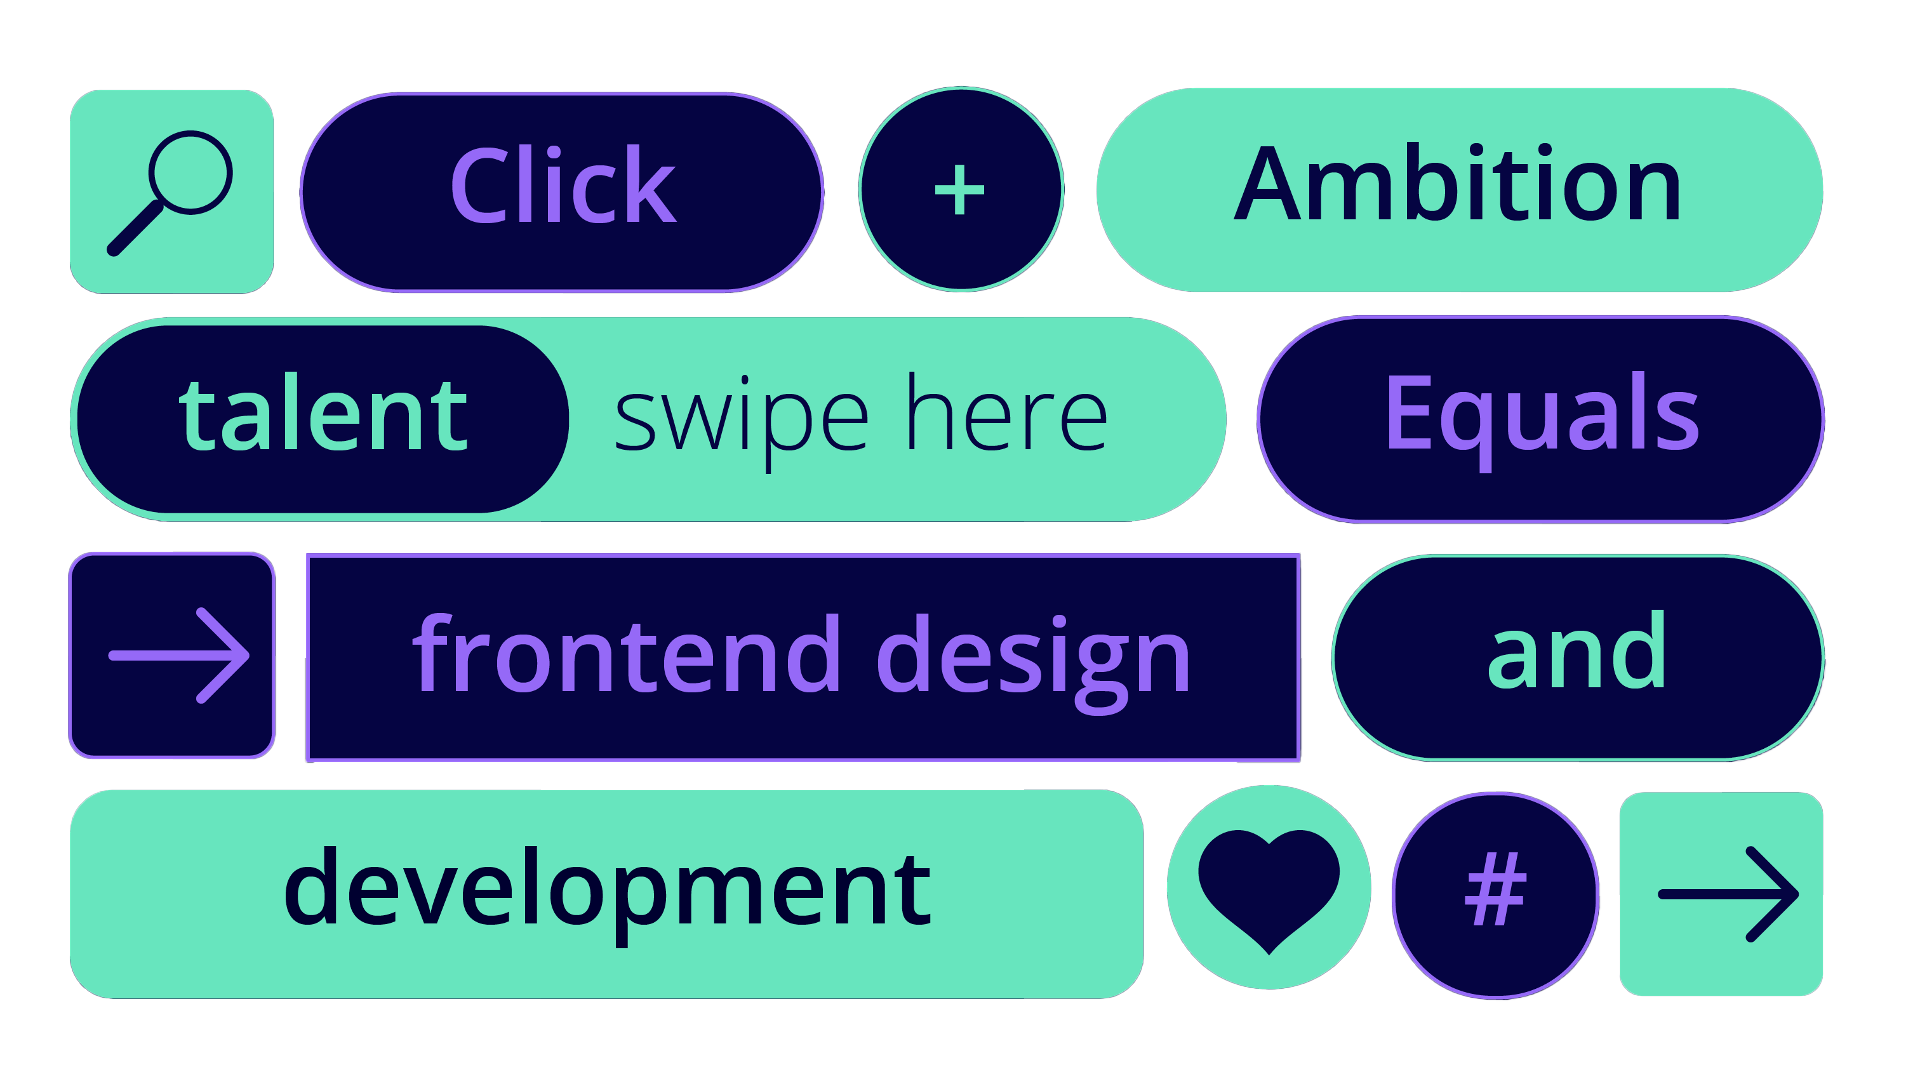 Click + Ambition
talent swipe here Equals
frontend design and
development #